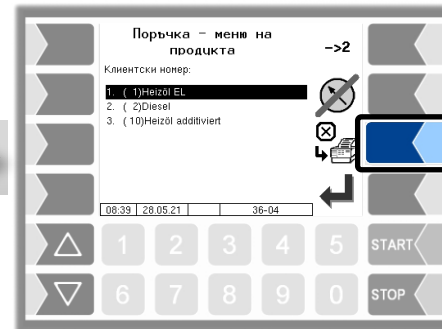 Поръчка – меню на
продукта
->2
Клиентски номер:
1. ( 1)Heizöl EL
2. ( 2)Diesel
3. ( 10)Heizöl additiviert
08:39 28.05.21 36-04
1 2 3 4 5 START
6 7 8 9 0 STOP